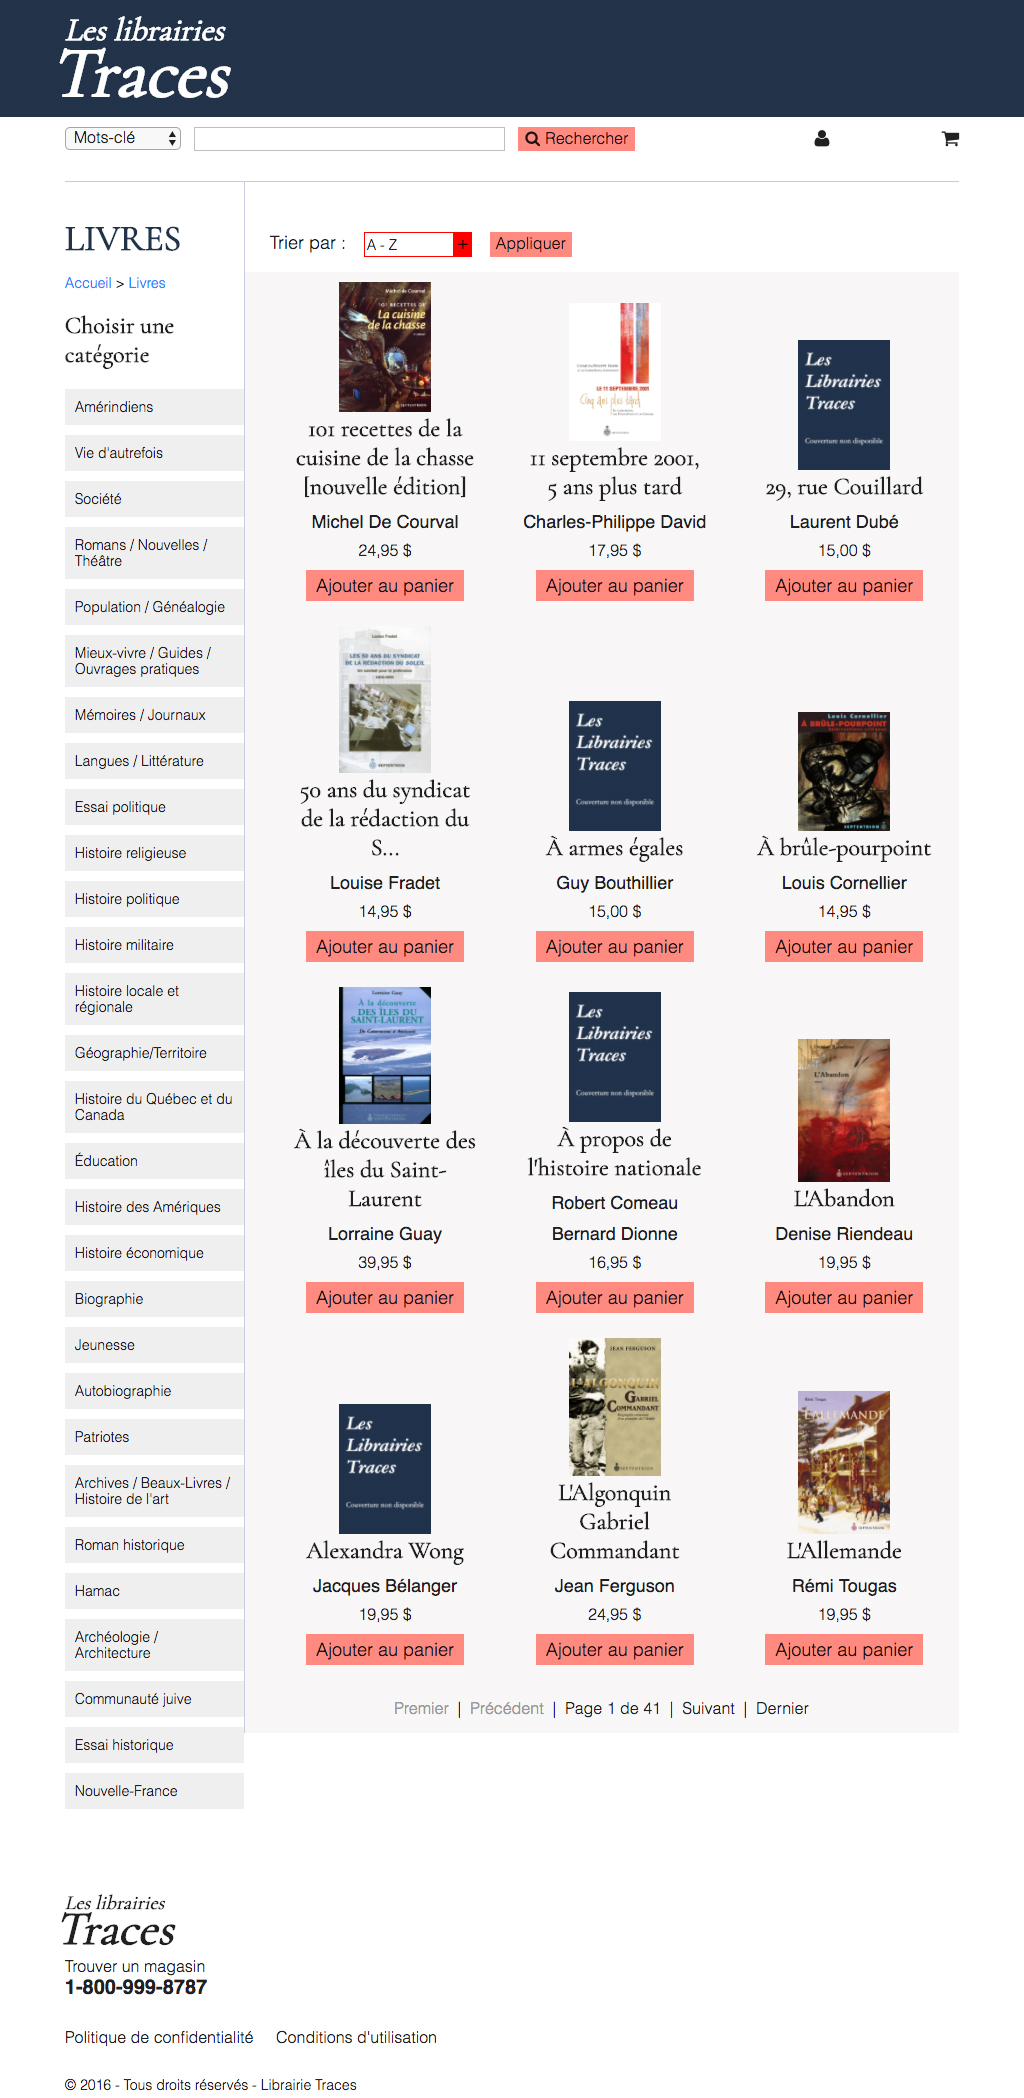 Les librairies
Traces
Mots-clé
Rechercher
LIVRES
Accueil > Livres
Choisir une
catégorie
Amérindiens
Vie d'autrefois
Société
Romans / Nouvelles /
Théâtre
Population / Généalogie
Mieux-vivre / Guides /
Ouvrages pratiques
Mémoires / Journaux
Langues / Littérature
Essai politique
Histoire religieuse
Histoire politique
Histoire militaire
Histoire locale et
régionale
Géographie/Territoire
Histoire du Québec et du
Canada
Éducation
Histoire des Amériques
Histoire économique
Biographie
Jeunesse
Autobiographie
Patriotes
Archives / Beaux-Livres /
Histoire de l'art
Roman historique
Hamac
Archéologie /
Architecture
Communauté juive
Essai historique
Nouvelle-France
Trier par :
A - Z
+
Appliquer
Michel de Courval
101 RECETTES DE
La cuisine
de la chasse
SEPTENTRION
101 recettes de la
cuisine de la chasse
[nouvelle édition]
Michel De Courval
24,95 $
Ajouter au panier
CHARLES-PHILIPPE DAVID
LE 11 SEPTEMBRE 2001
Cinq ans plus tard
11 septembre 2001,
5 ans plus tard
Charles-Philippe David
17,95 $
Ajouter au panier
Les
Librairies
Traces
Couverture non disponible
29, rue Couillard
Laurent Dubé
15,00 $
Ajouter au panier
Louise Fradet
LES 50 ANS DU SYNDICAT
DE LA RÉDACTION DU SOLEIL
SEPTENTRION
50 ans du syndicat
de la rédaction du
S...
Louise Fradet
14,95 $
Ajouter au panier
Les
Librairies
Traces
Couverture non disponible
À armes égales
Guy Bouthillier
15,00 $
Ajouter au panier
Louis Cornellier
À BRÛLE-POURPOINT
SEPTENTRION
À brûle-pourpoint
Louis Cornellier
14,95 $
Ajouter au panier
Lorraine Guay
À la découverte
DES ÎLES DU
SAINT-LAURENT
De Cataraqui à Anticosti
À la découverte des
îles du Saint-
Laurent
Lorraine Guay
39,95 $
Ajouter au panier
Les
Librairies
Traces
Couverture non disponible
À propos de
l'histoire nationale
Robert Comeau
Bernard Dionne
16,95 $
Ajouter au panier
L'Abandon
SEPTENTRION
L'Abandon
Denise Riendeau
19,95 $
Ajouter au panier
Les
Librairies
Traces
Couverture non disponible
Alexandra Wong
Jacques Bélanger
19,95 $
Ajouter au panier
JEAN FERGUSON
L'ALGONQUIN
GABRIEL
COMMANDANT
SEPTENTRION
L'Algonquin
Gabriel
Commandant
Jean Ferguson
24,95 $
Ajouter au panier
Rémi Tougas
L'ALLEMANDE
SEPTENTRION
L'Allemande
Rémi Tougas
19,95 $
Ajouter au panier
Premier | Précédent | Page 1 de 41 | Suivant | Dernier
Les librairies
Traces
Trouver un magasin
1-800-999-8787
Politique de confidentialité Conditions d'utilisation
© 2016 - Tous droits réservés - Librairie Traces